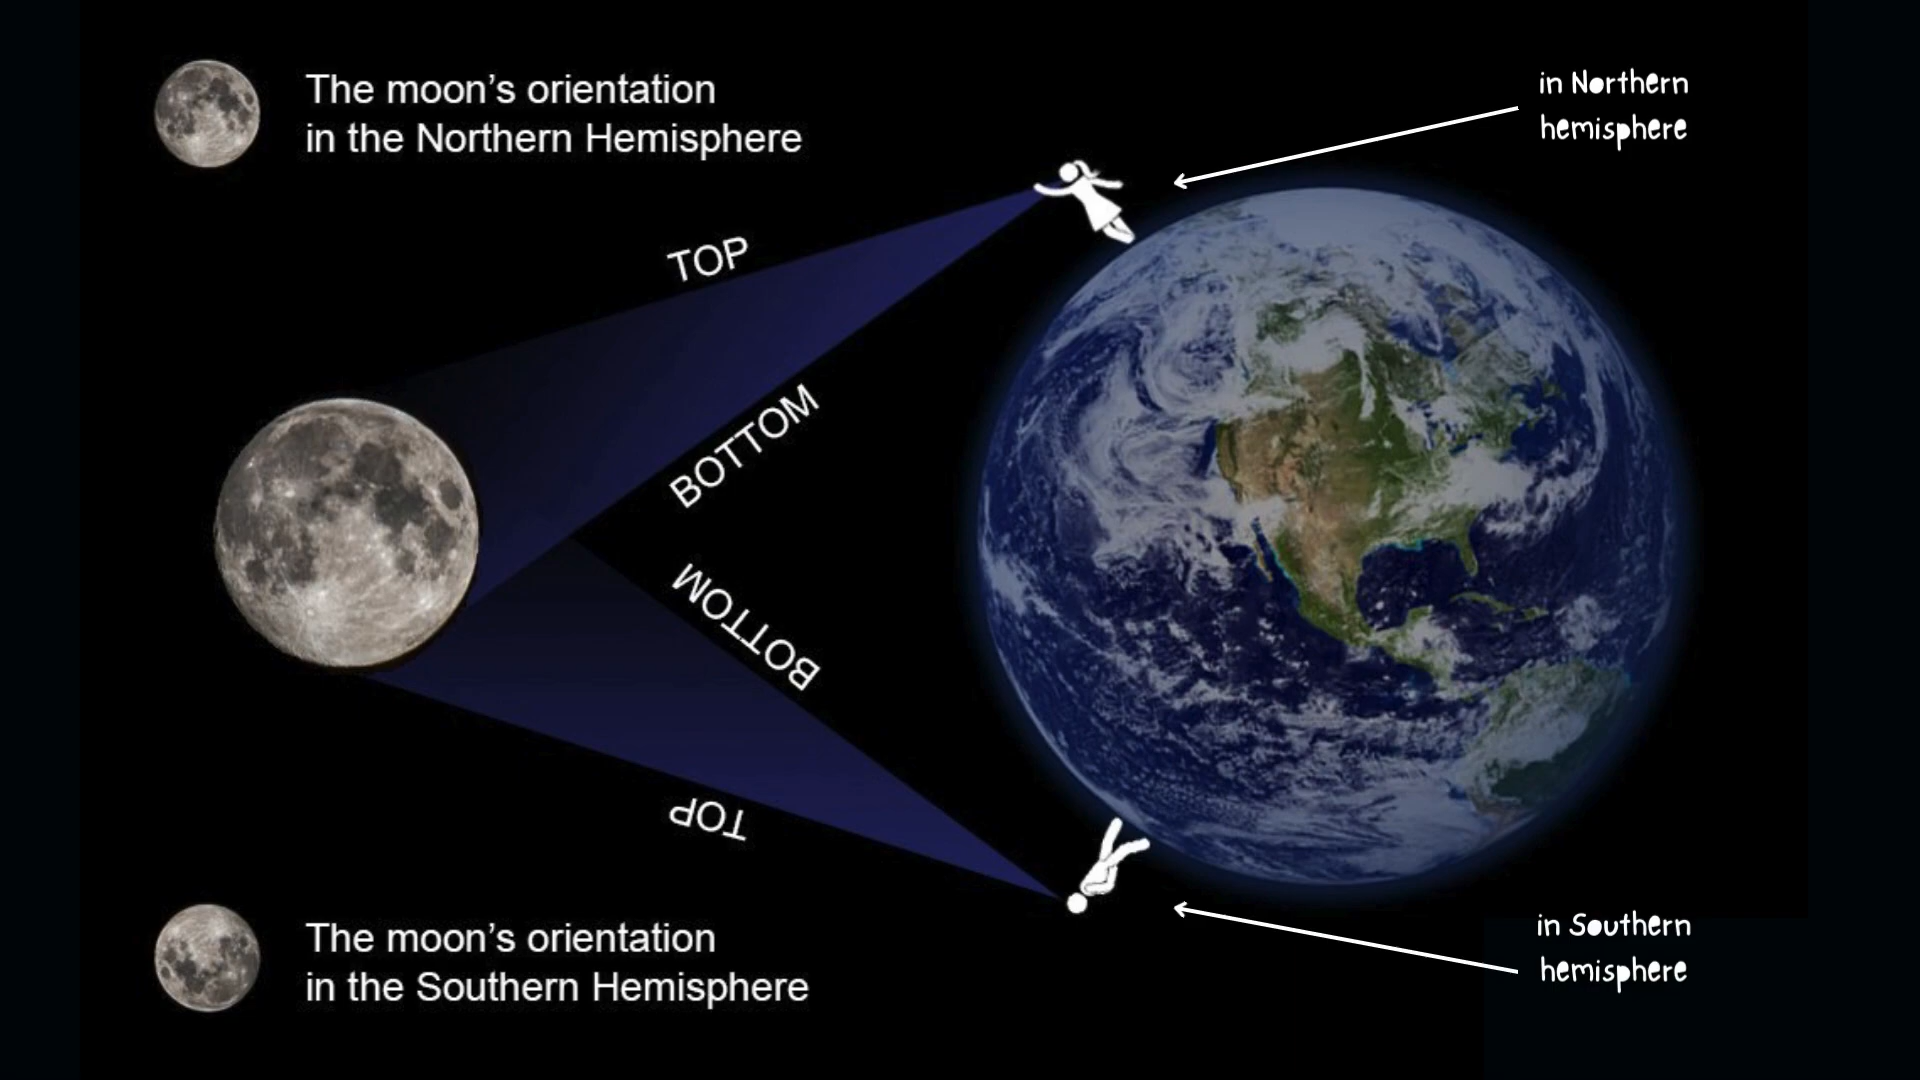 The moon’s orientation
in the Northern Hemisphere
in Northern
hemisphere
TOP
BOTTOM
BOTTOM
TOP
The moon’s orientation
in the Southern Hemisphere
in Southern
hemisphere